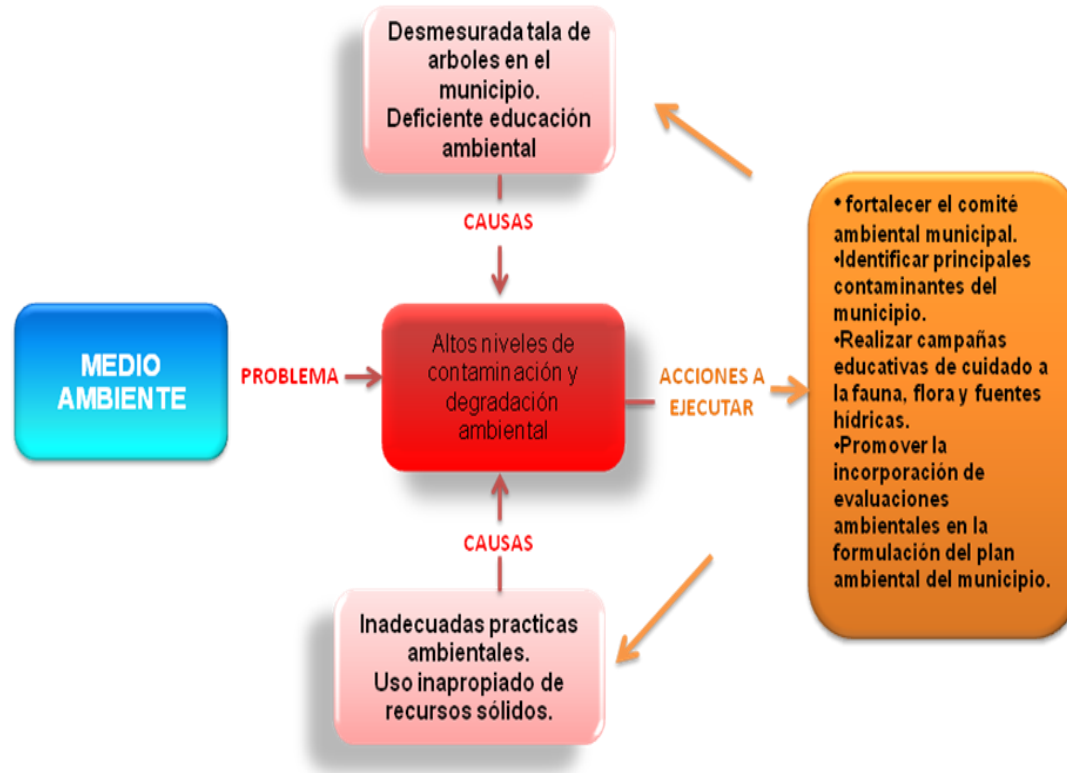 Desmesurada tala de
arboles en el
municipio.
Deficiente educación
ambiental
CAUSAS
MEDIO
AMBIENTE
PROBLEMA
Altos niveles de
contaminación y
degradación
ambiental
ACCIONES A
EJECUTAR
• fortalecer el comité
ambiental municipal.
•Identificar principales
contaminantes del
municipio.
•Realizar campañas
educativas de cuidado a
la fauna, flora y fuentes
hídricas.
•Promover la
incorporación de
evaluaciones
ambientales en la
formulación del plan
ambiental del municipio.
CAUSAS
Inadecuadas practicas
ambientales.
Uso inapropiado de
recursos sólidos.